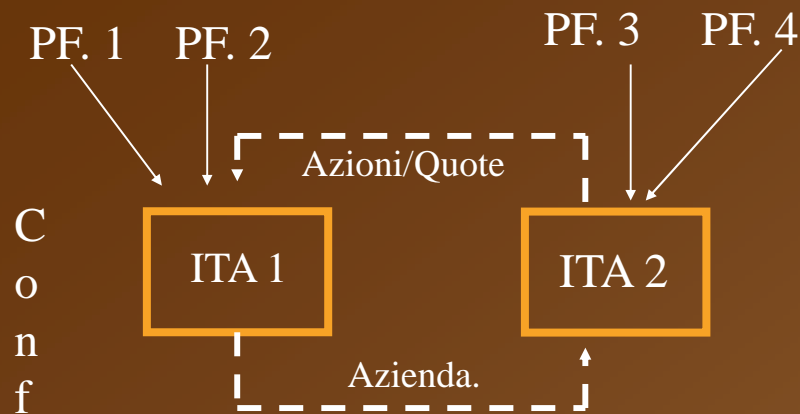 PF. 1 PF. 2 PF. 3 PF. 4
Azioni/Quote
ITA 1 ITA 2
Azienda.
C
o
n
f